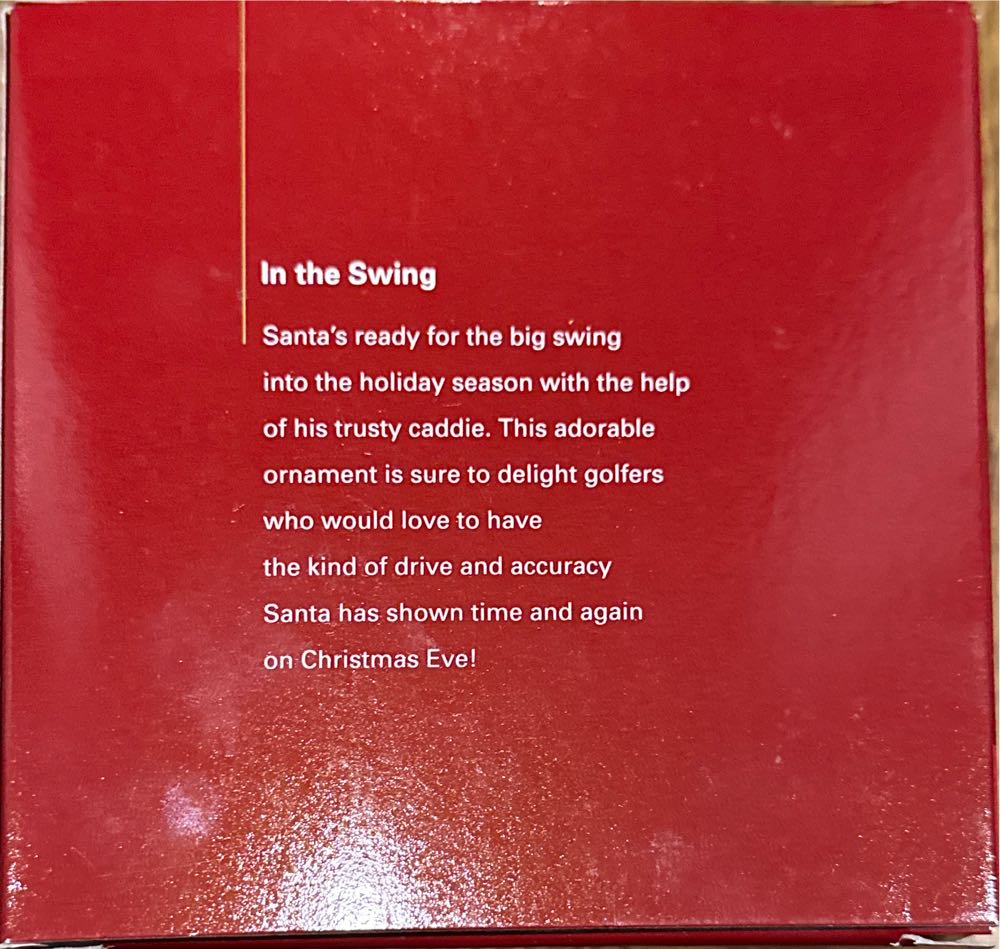 In the Swing
Santa's ready for the big swing
into the holiday season with the help
of his trusty caddie. This adorable
ornament is sure to delight golfers
who would love to have
the kind of drive and accuracy
Santa has shown time and again
on Christmas Eve!